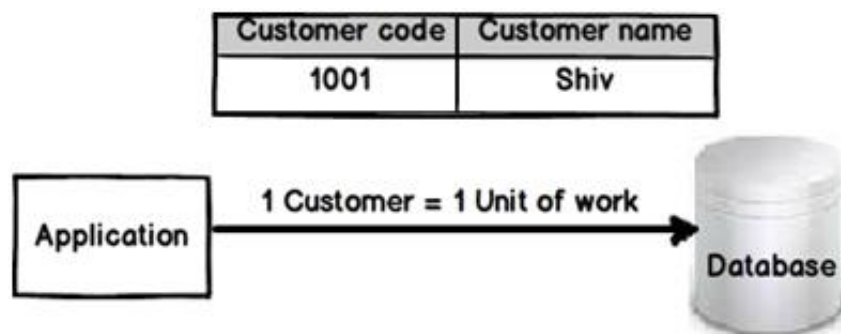 Customer code Customer name
1001 Shiv
1 Customer = 1 Unit of work
Application
Database